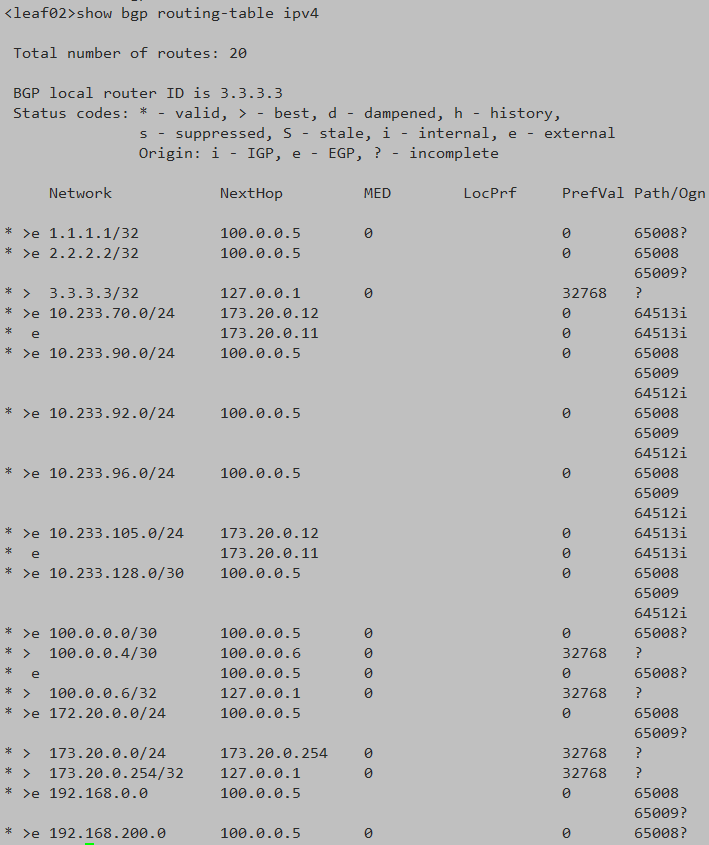 <leaf02>show bgp routing-table ipv4
Total number of routes: 20
BGP local router ID is 3.3.3.3
Status codes: * - valid, > - best, d - dampened, h - history,
s - suppressed, S - stale, i - internal, e - external
Origin: i - IGP, e - EGP, ? - incomplete
Network NextHop MED LocPrf PrefVal Path/Ogn
* >e 1.1.1.1/32 100.0.0.5 0 0 65008?
* >e 2.2.2.2/32 100.0.0.5 0 65008
65009?
* > 3.3.3.3/32 127.0.0.1 0 32768 ?
* >e 10.233.70.0/24 173.20.0.12 0 64513i
* e 173.20.0.11 0 64513i
* >e 10.233.90.0/24 100.0.0.5 0 65008
65009
64512i
* >e 10.233.92.0/24 100.0.0.5 0 65008
65009
64512i
* >e 10.233.96.0/24 100.0.0.5 0 65008
65009
64512i
* >e 10.233.105.0/24 173.20.0.12 0 64513i
* e 173.20.0.11 0 64513i
* >e 10.233.128.0/30 100.0.0.5 0 65008
65009
64512i
* >e 100.0.0.0/30 100.0.0.5 0 0 65008?
* > 100.0.0.4/30 100.0.0.6 0 32768 ?
* e 100.0.0.5 0 0 65008?
* > 100.0.0.6/32 127.0.0.1 0 32768 ?
* >e 172.20.0.0/24 100.0.0.5 0 65008
65009?
* > 173.20.0.0/24 173.20.0.254 0 32768 ?
* > 173.20.0.254/32 127.0.0.1 0 32768 ?
* >e 192.168.0.0 100.0.0.5 0 65008
65009?
* >e 192.168.200.0 100.0.0.5 0 0 65008?